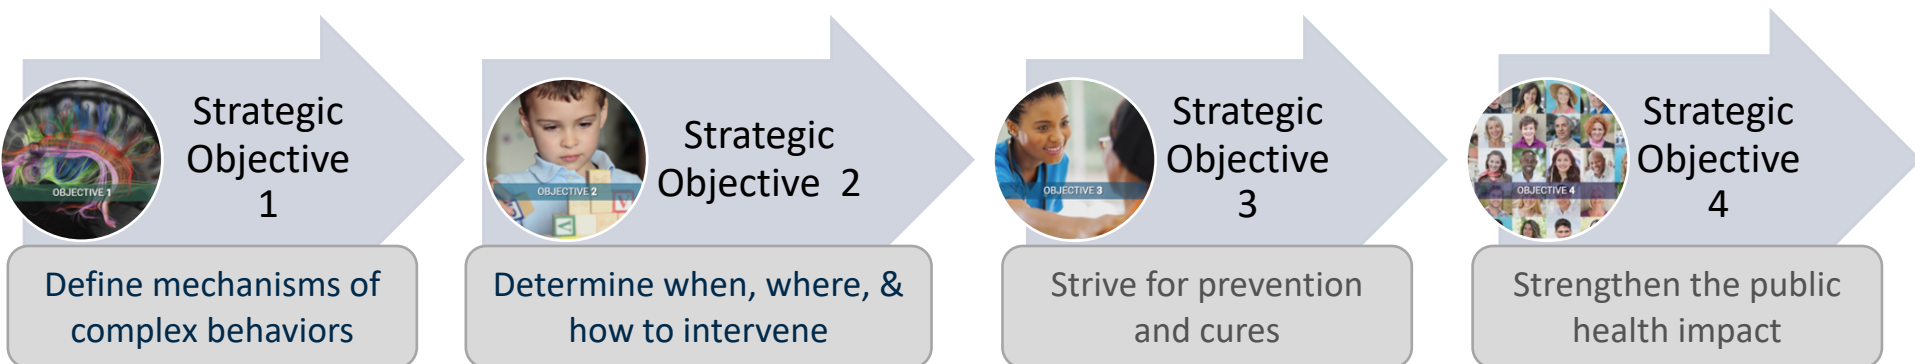 Strategic
Objective
1
OBJECTIVE 1
Define mechanisms of
complex behaviors
Strategic
Objective 2
OBJECTIVE 2
V
Determine when, where, &
how to intervene
Strategic
Objective
3
OBJECTIVE 3
Strive for prevention
and cures
Strategic
Objective
4
OBJECTIVE 4
Strengthen the public
health impact